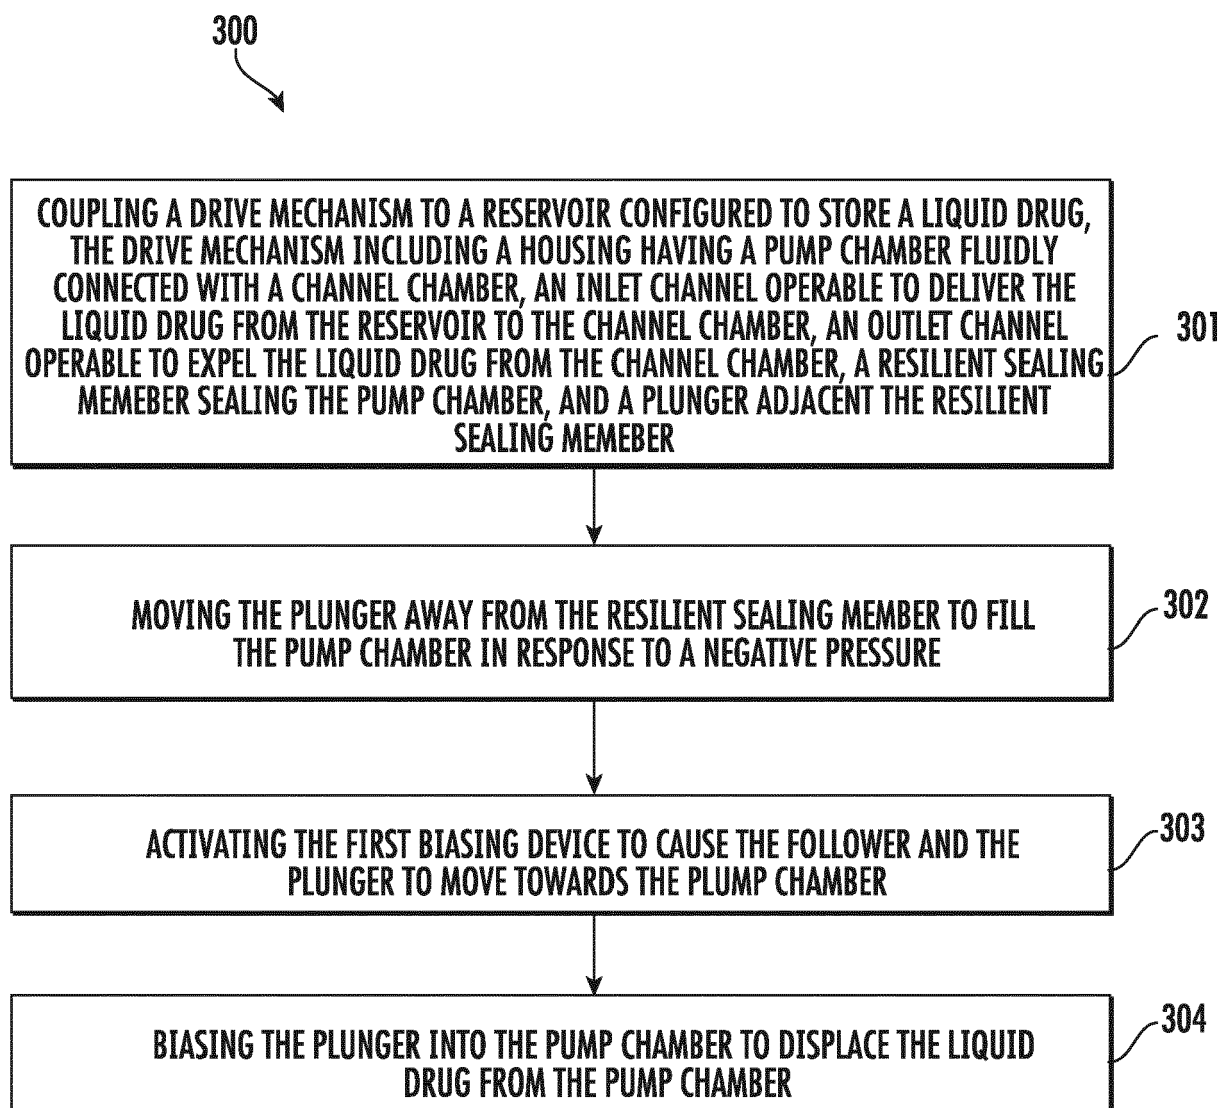 300
COUPLING A DRIVE MECHANISM TO A RESERVOIR CONFIGURED TO STORE A LIQUID DRUG,
THE DRIVE MECHANISM INCLUDING A HOUSING HAVING A PUMP CHAMBER FLUIDLY
CONNECTED WITH A CHANNEL CHAMBER, AN INLET CHANNEL OPERABLE TO DELIVER THE
LIQUID DRUG FROM THE RESERVOIR TO THE CHANNEL CHAMBER, AN OUTLET CHANNEL
OPERABLE TO EXPEL THE LIQUID DRUG FROM THE CHANNEL CHAMBER, A RESILIENT SEALING
MEMEBER SEALING THE PUMP CHAMBER, AND A PLUNGER ADJACENT THE RESILIENT
SEALING MEMEBER
301
MOVING THE PLUNGER AWAY FROM THE RESILIENT SEALING MEMBER TO FILL
THE PUMP CHAMBER IN RESPONSE TO A NEGATIVE PRESSURE
302
ACTIVATING THE FIRST BIASING DEVICE TO CAUSE THE FOLLOWER AND THE
PLUNGER TO MOVE TOWARDS THE PLUMP CHAMBER
303
BIASING THE PLUNGER INTO THE PUMP CHAMBER TO DISPLACE THE LIQUID
DRUG FROM THE PUMP CHAMBER
304